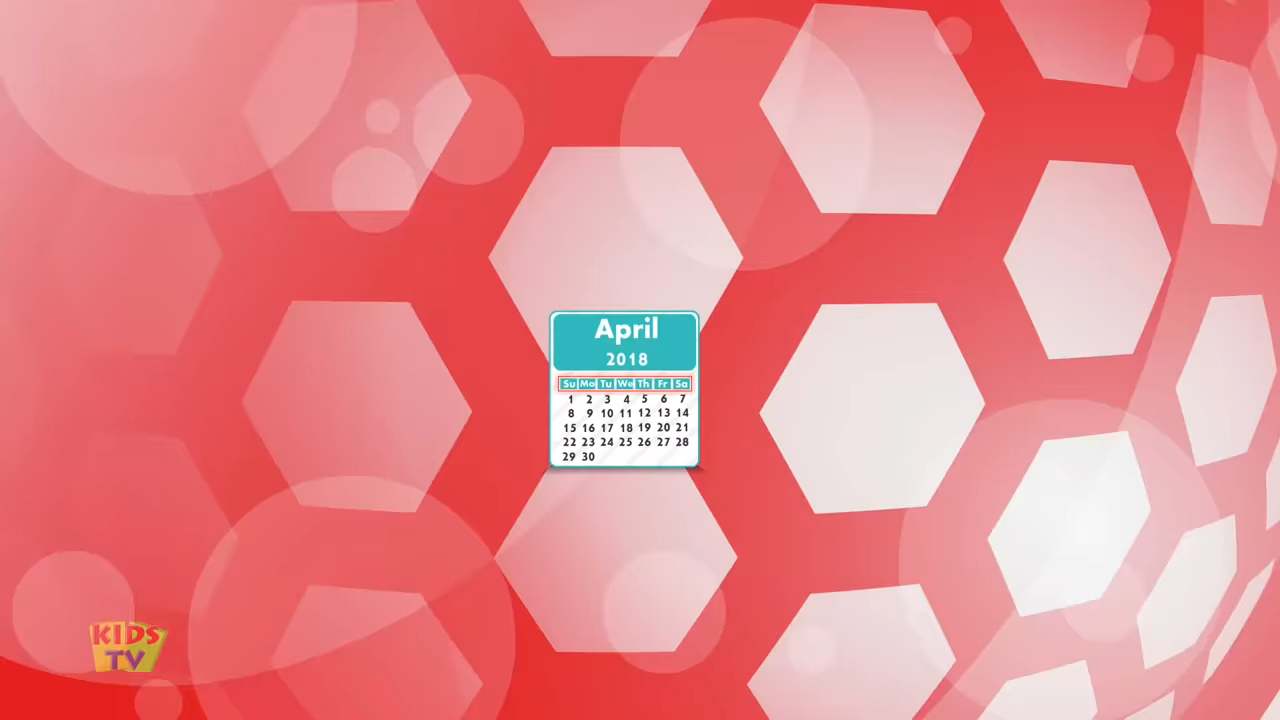 April
2018
Su Mo Tu We Th Fr Sa
1 2 3 4 5 6 7
8 9 10 11 12 13 14
15 16 17 18 19 20 21
22 23 24 25 26 27 28
29 30
KIDS
TV